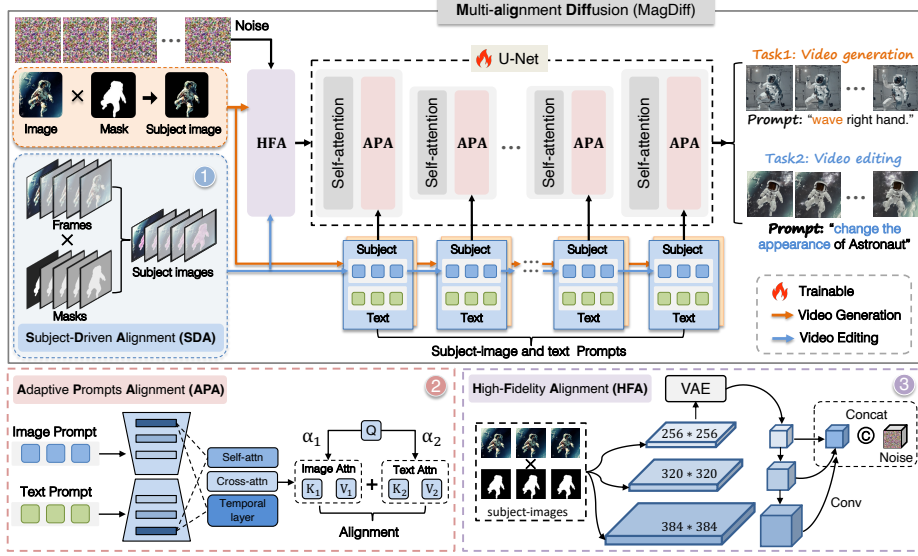 Multi-alignment Diffusion (MagDiff)
Noise
Image
Mask
Subject image
HFA
U-Net
Self-attention
APA
Self-attention
APA
...
Self-attention
APA
Self-attention
APA
Task1: Video generation
Prompt: “wave right hand.”
Task2: Video editing
Prompt: “change the
appearance of Astronaut”
1
Frames
×
Masks
Subject images
Subject-Driven Alignment (SDA)
Subject
Text
Subject
Text
Subject
Text
Subject
Text
Subject-image and text Prompts
Trainable
Video Generation
Video Editing
Adaptive Prompts Alignment (APA)
2
Image Prompt
Text Prompt
Self-attn
Cross-attn
Temporal
layer
α1
Q
α2
Image Attn
K1 V1
+
Text Attn
K2 V2
Alignment
High-Fidelity Alignment (HFA)
3
VAE
256 * 256
320 * 320
384 * 384
subject-images
Concat
©
Noise
Conv